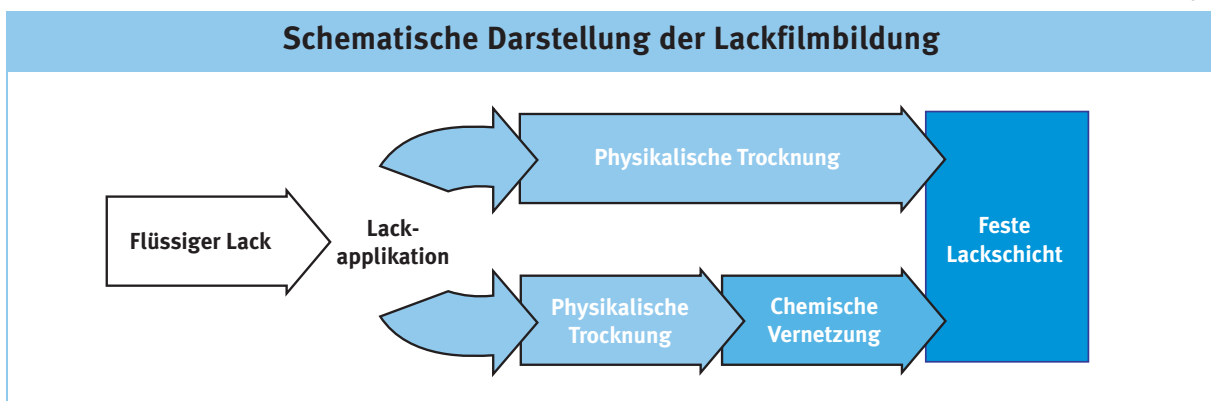 Schematische Darstellung der Lackfilmbildung
Physikalische Trocknung
Flüssiger Lack
Lack-
applikation
Feste
Lackschicht
Physikalische
Trocknung
Chemische
Vernetzung